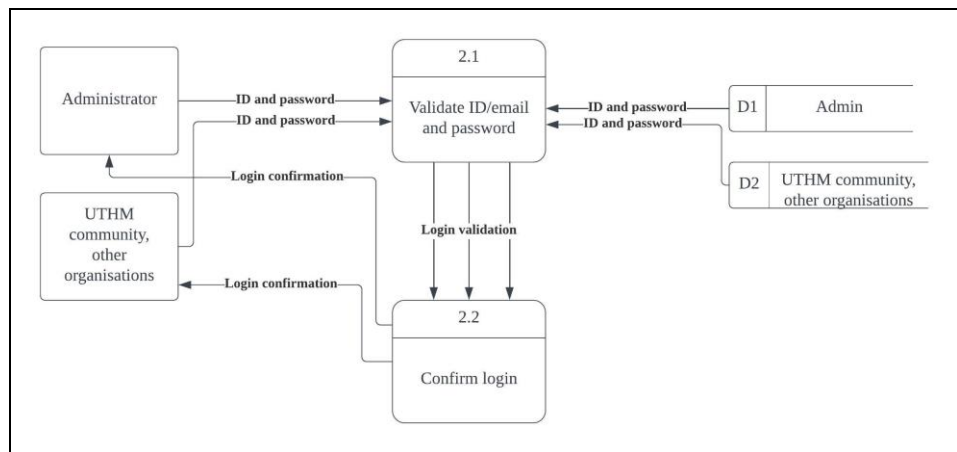 2.1
Administrator
ID and password
ID and password
Validate ID/email
and password
ID and password
ID and password
D1
Admin
Login confirmation
D2
UTHM community,
other organisations
UTHM
community,
other
organisations
Login validation
Login confirmation
2.2
Confirm login